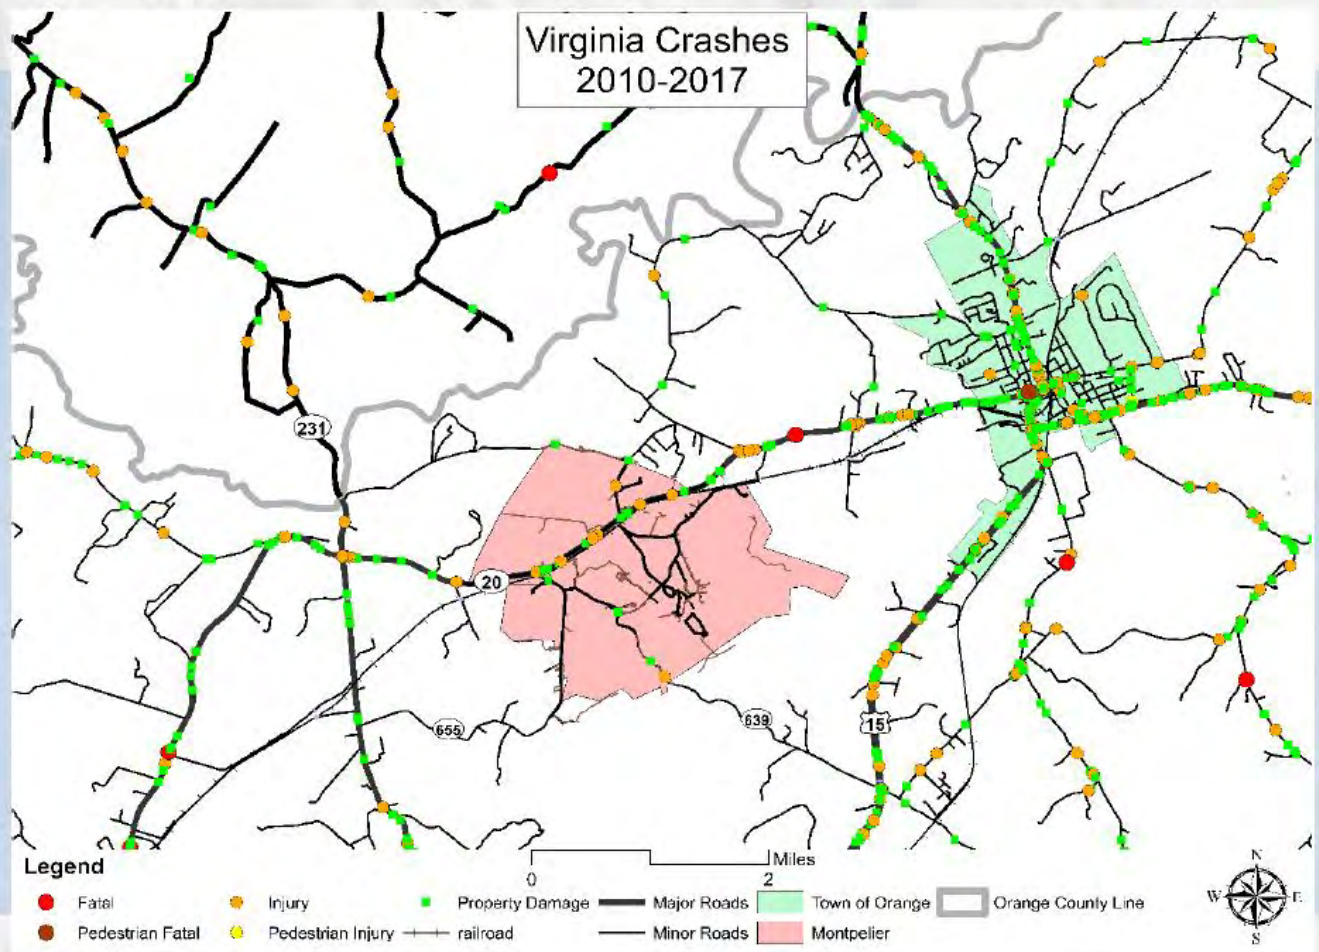 Virginia Crashes
2010-2017
231
20
655
639
15
Legend
Miles
0
2
Fatal
Injury
Property Damage
Major Roads
Town of Orange
Orange County Line
Pedestrian Fatal
Pedestrian Injury
railroad
Minor Roads
Montpelier
N
W
E
S